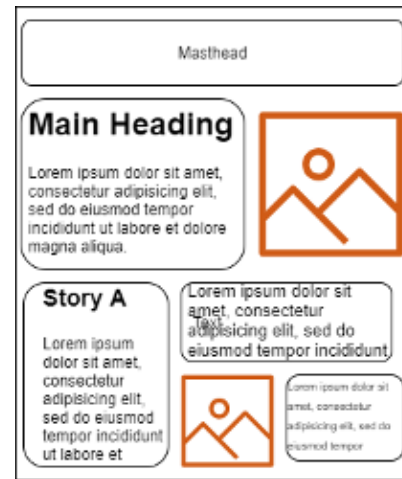 Masthead
Main Heading
Lorem ipsum dolor sit amet,
consectetur adipisicing elit,
sed do eiusmod tempor
incididunt ut labore et dolore
magna aliqua.
Story A
Lorem ipsum
dolor sit amet,
consectetur
adipisicing elit,
sed do eiusmod
tempor incididunt
ut labore et
Lorem ipsum dolor sit
amet, consectetur
Text
adipisicing elit, sed do
eiusmod tempor incididunt
Lorem ipsum dolor sit
amet, consectetur
adipisicing elit, sed do
eiusmod tempor